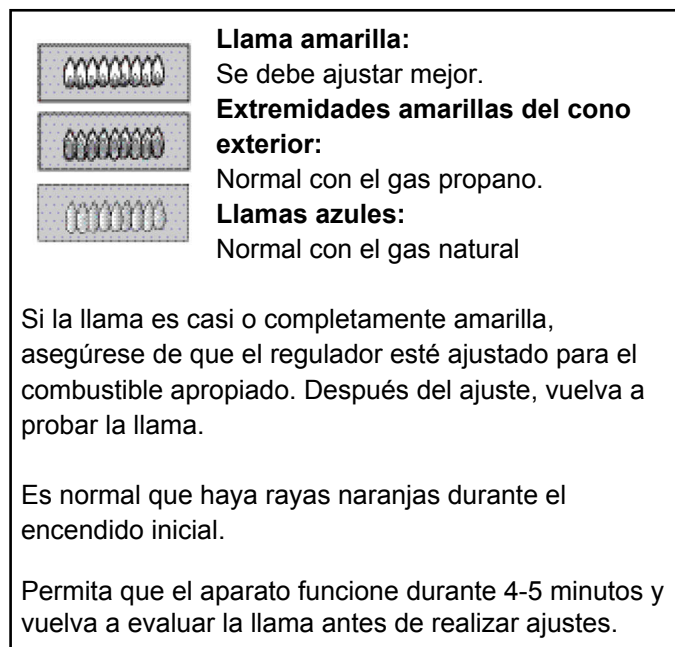 Llama amarilla:
Se debe ajustar mejor.
Extremidades amarillas del cono
exterior:
Normal con el gas propano.
Llamas azules:
Normal con el gas natural
Si la llama es casi o completamente amarilla,
asegúrese de que el regulador esté ajustado para el
combustible apropiado. Después del ajuste, vuelva a
probar la llama.
Es normal que haya rayas naranjas durante el
encendido inicial.
Permita que el aparato funcione durante 4-5 minutos y
vuelva a evaluar la llama antes de realizar ajustes.